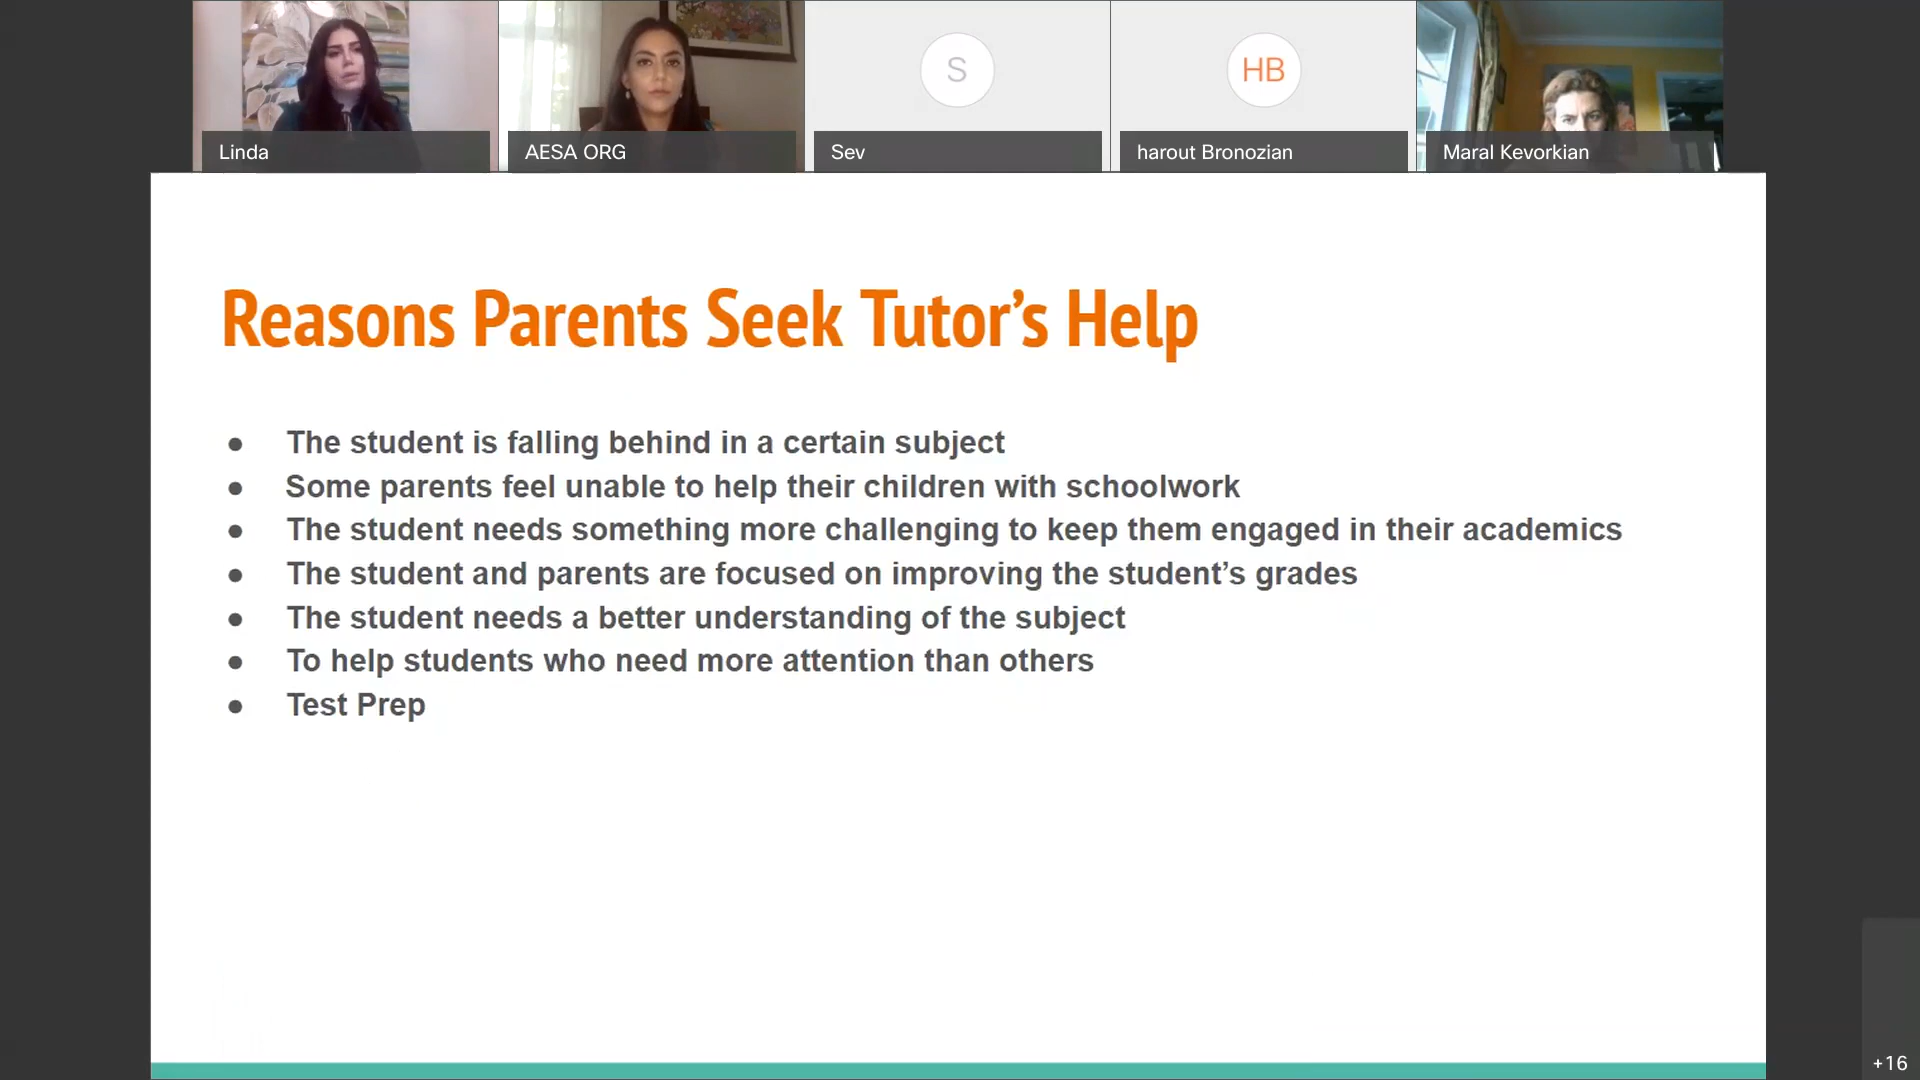 Linda
AESA ORG
S
Sev
HB
harout Bronozian
Maral Kevorkian
Reasons Parents Seek Tutor’s Help
● The student is falling behind in a certain subject
● Some parents feel unable to help their children with schoolwork
● The student needs something more challenging to keep them engaged in their academics
● The student and parents are focused on improving the student’s grades
● The student needs a better understanding of the subject
● To help students who need more attention than others
● Test Prep
+16